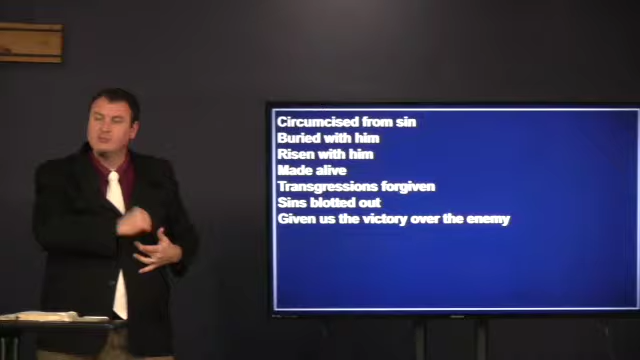 Circumcised from sin
Buried with him
Risen with him
Made alive
Transgressions forgiven
Sins blotted out
Given us the victory over the enemy